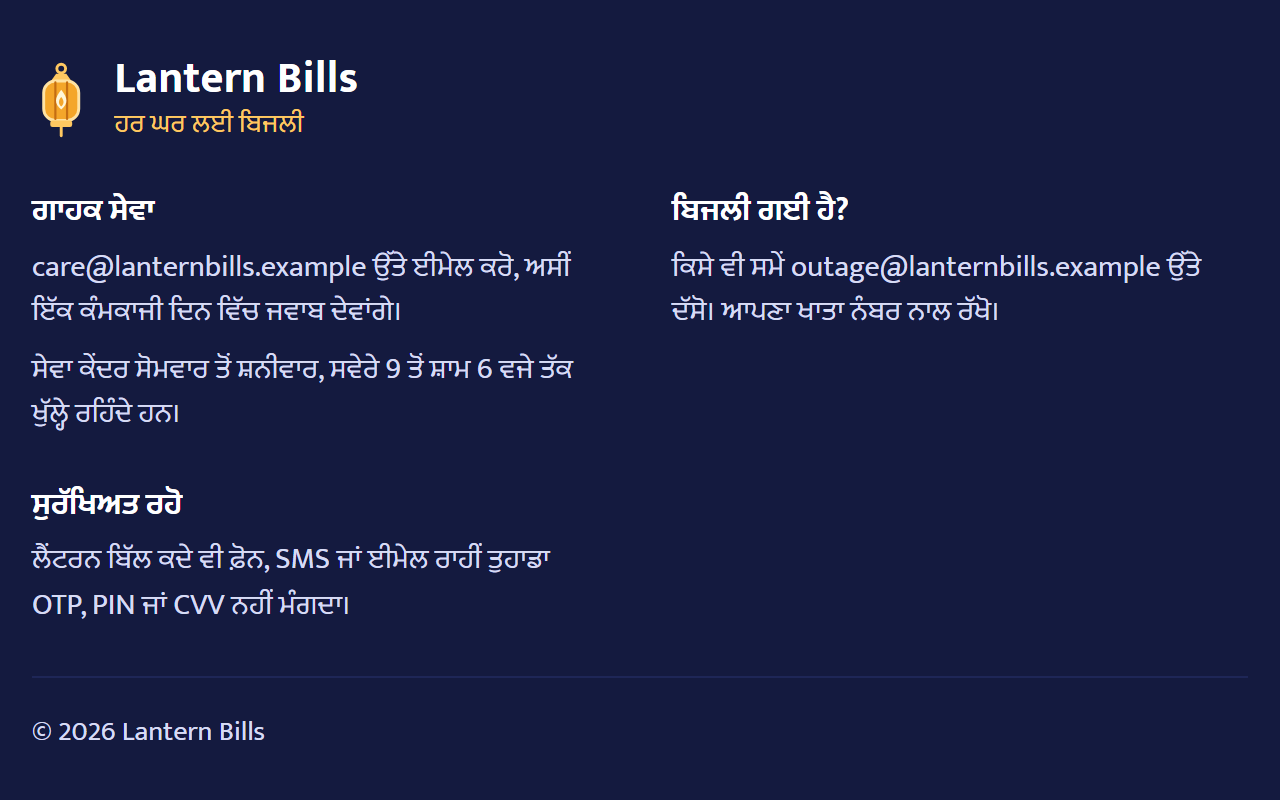 Lantern Bills
ਹਰ ਘਰ ਲਈ ਬਿਜਲੀ
ਗਾਹਕ ਸੇਵਾ
care@lanternbills.example ਉੱਤੇ ਈਮੇਲ ਕਰੋ, ਅਸੀਂ
ਇੱਕ ਕੰਮਕਾਜੀ ਦਿਨ ਵਿੱਚ ਜਵਾਬ ਦੇਵਾਂਗੇ।
ਸੇਵਾ ਕੇਂਦਰ ਸੋਮਵਾਰ ਤੋਂ ਸ਼ਨੀਵਾਰ, ਸਵੇਰੇ 9 ਤੋਂ ਸ਼ਾਮ 6 ਵਜੇ ਤੱਕ
ਖੁੱਲ੍ਹੇ ਰਹਿੰਦੇ ਹਨ।
ਬਿਜਲੀ ਗਈ ਹੈ?
ਕਿਸੇ ਵੀ ਸਮੇਂ outage@lanternbills.example ਉੱਤੇ
ਦੱਸੋ। ਆਪਣਾ ਖਾਤਾ ਨੰਬਰ ਨਾਲ ਰੱਖੋ।
ਸੁਰੱਖਿਅਤ ਰਹੋ
ਲੈਂਟਰਨ ਬਿੱਲ ਕਦੇ ਵੀ ਫ਼ੋਨ, SMS ਜਾਂ ਈਮੇਲ ਰਾਹੀਂ ਤੁਹਾਡਾ
OTP, PIN ਜਾਂ CVV ਨਹੀਂ ਮੰਗਦਾ।
© 2026 Lantern Bills